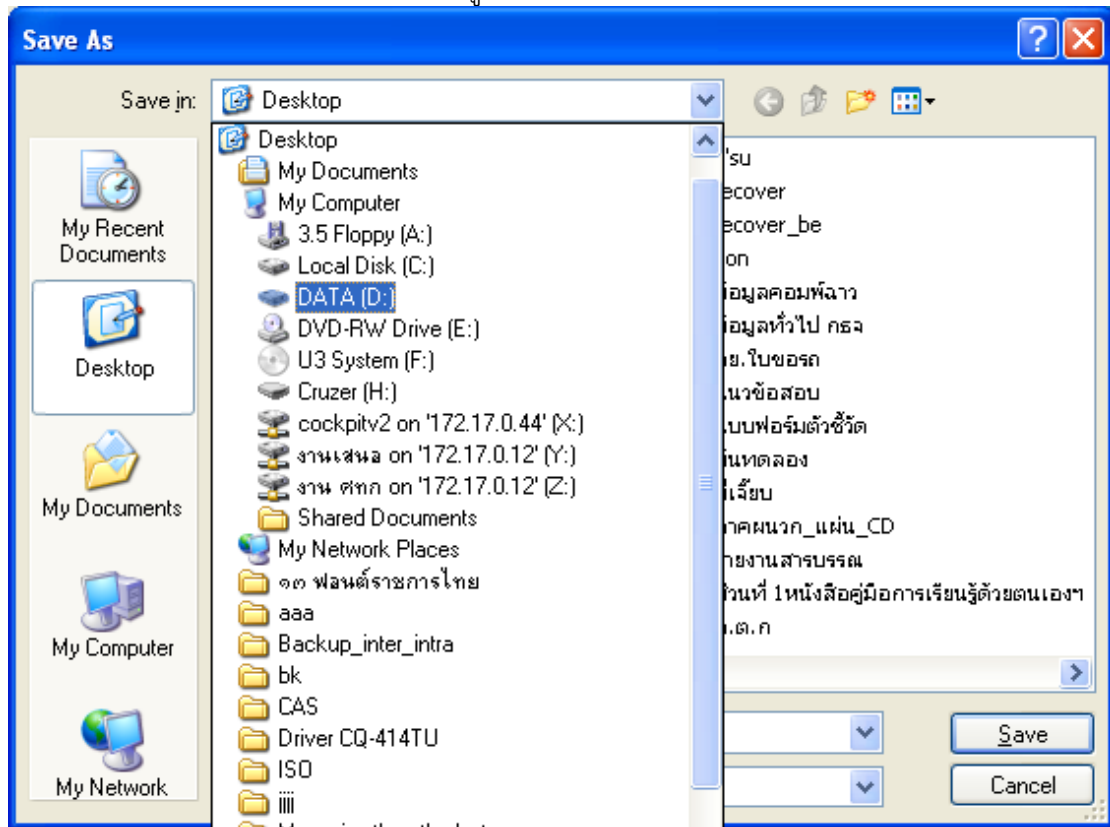 Save As
Save in:
Desktop
Desktop
My Documents
My Computer
3.5 Floppy (A:)
Local Disk (C:)
DATA (D:)
DVD-RW Drive (E:)
U3 System (F:)
Cruzer (H:)
cockpitv2 on '172.17.0.44' (X:)
งานเสนอ on '172.17.0.12' (Y:)
งาน ศทก on '172.17.0.12' (Z:)
Shared Documents
My Network Places
๑๓ ฟอนต์ราชการไทย
aaa
Backup_inter_intra
bk
CAS
Driver CQ-414TU
ISO
jjjj
My Recent
Documents
Desktop
My Documents
My Computer
My Network
'su
ecover
ecover_be
on
อมูลคอมพ์ฉาว
อมูลทั่วไป กธจ
ย.ใบขอรถ
นวข้อสอบ
บบฟอร์มตัวชี้วัด
นทดลอง
เจี๊ยบ
าคผนวก_แผ่น_CD
ายงานสารบรรณ
วนที่ 1หนังสือคู่มือการเรียนรู้ด้วยตนเองฯ
.ต.ก
Save
Cancel